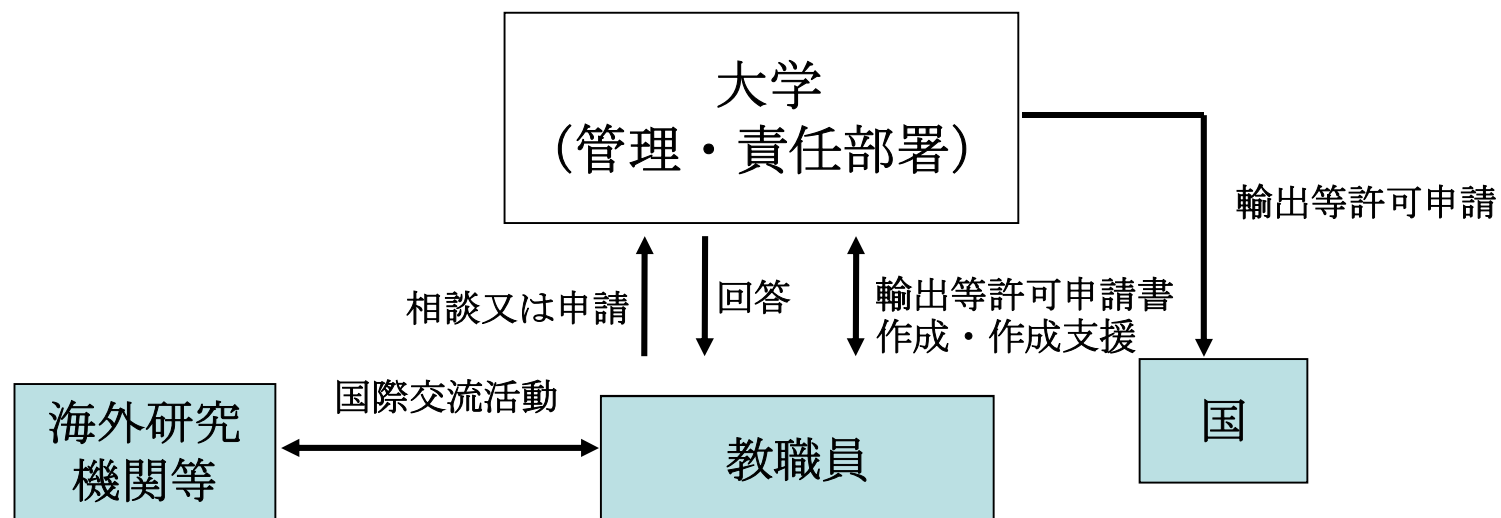 大学
（管理・責任部署）
輸出等許可申請
相談又は申請
回答
輸出等許可申請書
作成・作成支援
国際交流活動
海外研究
機関等
教職員
国